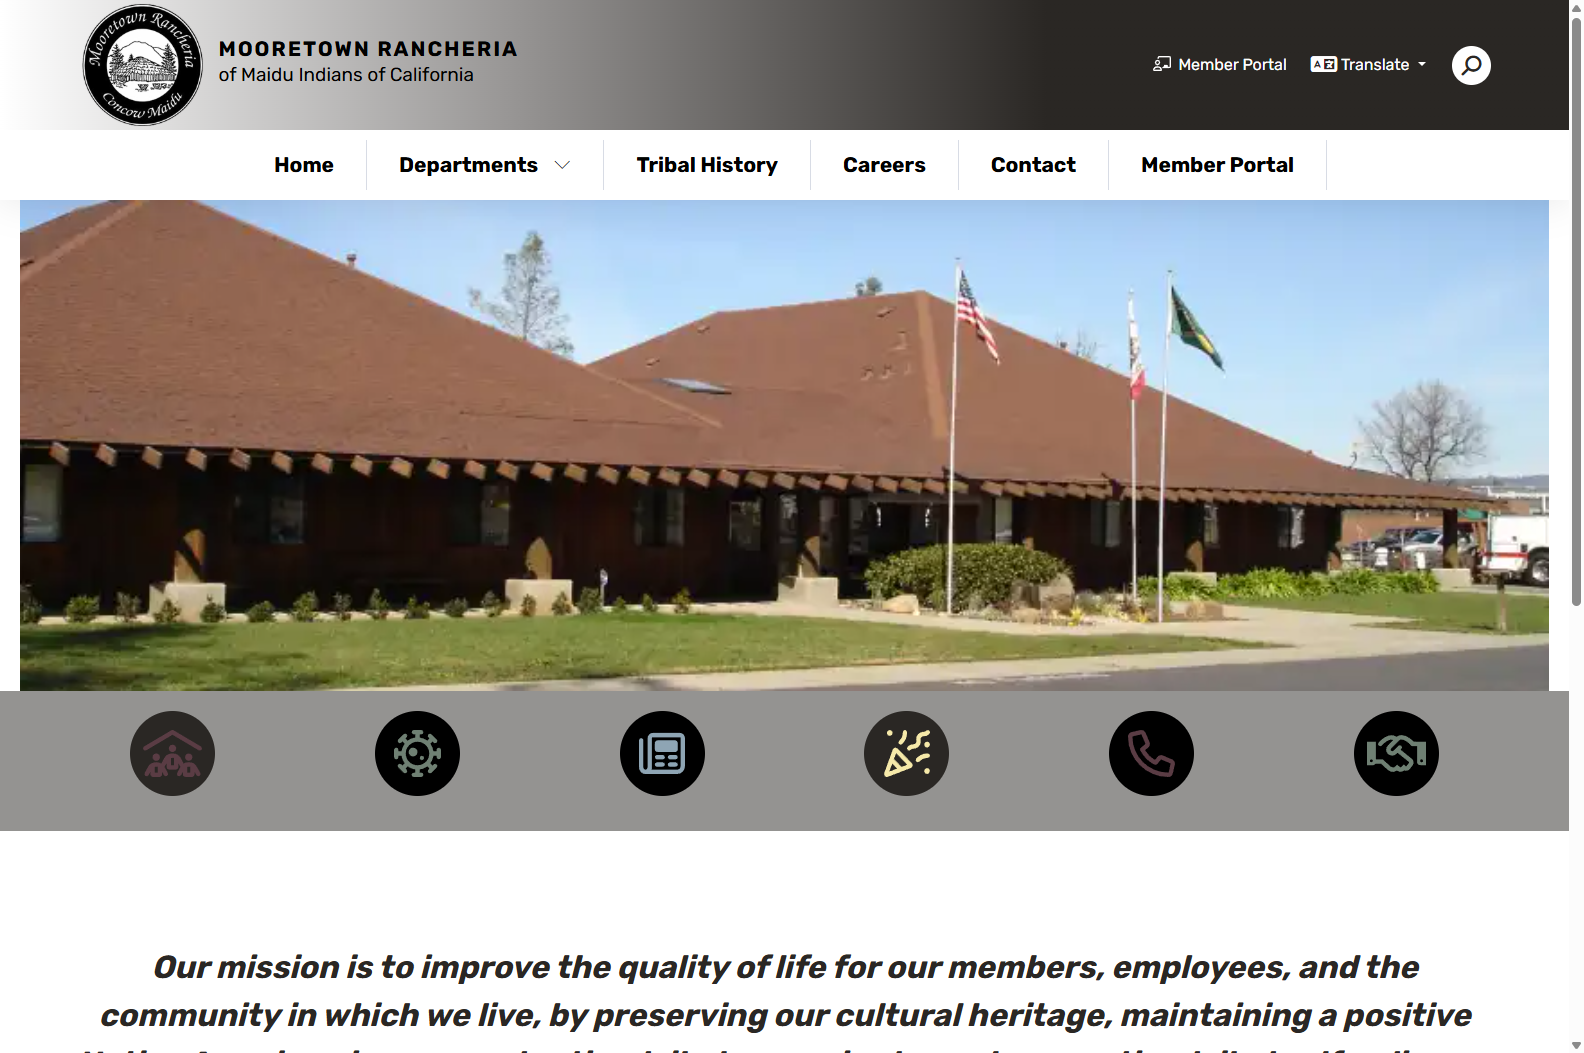 Mooretown Rancheria
Concow Maidu
MOORETOWN RANCHERIA
of Maidu Indians of California
Member Portal
Translate
Home
Departments
Tribal History
Careers
Contact
Member Portal
Our mission is to improve the quality of life for our members, employees, and the
community in which we live, by preserving our cultural heritage, maintaining a positive